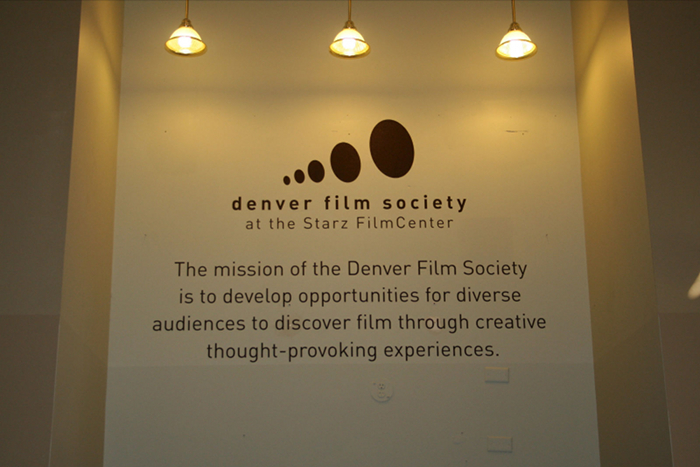 denver film society
at the Starz FilmCenter
The mission of the Denver Film Society
is to develop opportunities for diverse
audiences to discover film through creative
thought-provoking experiences.